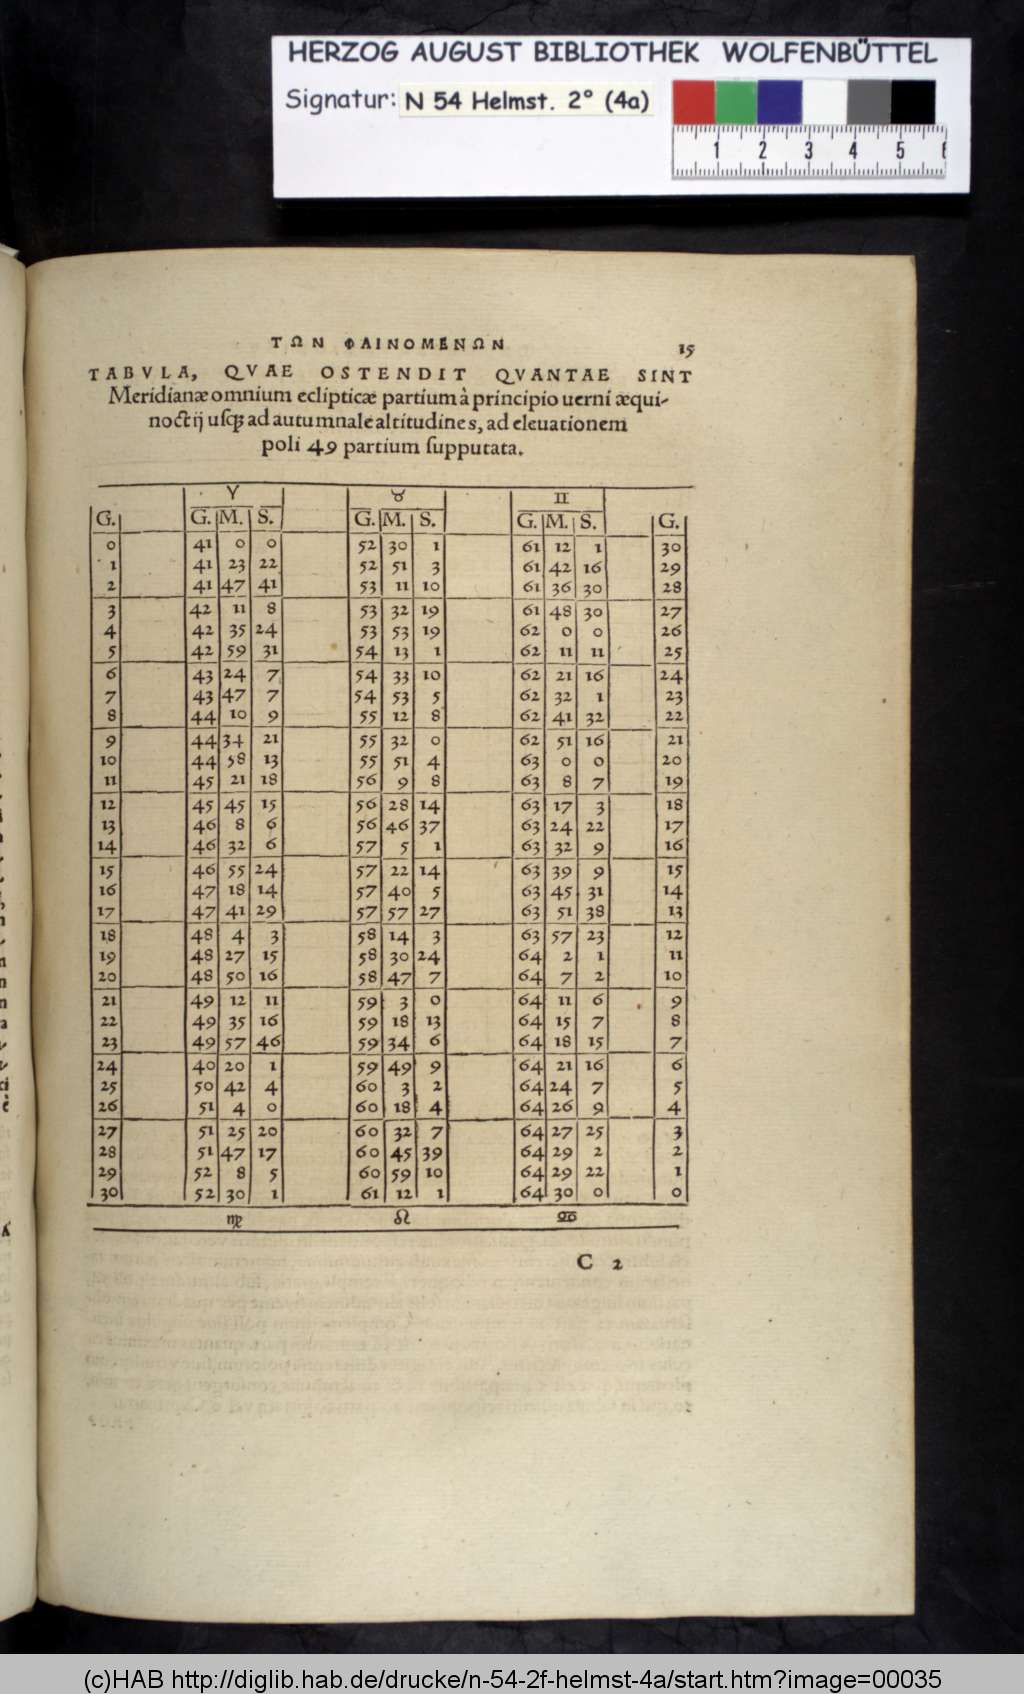 HERZOG AUGUST BIBLIOTHEK WOLFENBÜTTEL
Signatur: N 54 Helmst. 2° (4a)
1 2 3 4 5 6
ΤΩΝ ΦΑΙΝΟΜΕΝΩΝ 15
TABVLA, QVAE OSTENDIT QVANTAE SINT
Meridianæ omnium eclipticæ partium à principio uerni æqui-
noctij usq̃ ad autumnale altitudines, ad eleuationem
poli 49 partium supputata.
♈ ♉ ♊
G. G. M. S. G. M. S. G. M. S. G.
0 41 0 0 52 30 1 61 12 1 30
1 41 23 22 52 51 3 61 42 16 29
2 41 47 41 53 11 10 61 36 30 28
3 42 11 8 53 32 19 61 48 30 27
4 42 35 24 53 53 19 62 0 0 26
5 42 59 31 54 13 1 62 11 11 25
6 43 24 7 54 33 10 62 21 16 24
7 43 47 7 54 53 5 62 32 1 23
8 44 10 9 55 12 8 62 41 32 22
9 44 34 21 55 32 0 62 51 16 21
10 44 58 13 55 51 4 63 0 0 20
11 45 21 18 56 9 8 63 8 7 19
12 45 45 15 56 28 14 63 17 3 18
13 46 8 6 56 46 37 63 24 22 17
14 46 32 6 57 5 1 63 32 9 16
15 46 55 24 57 22 14 63 39 9 15
16 47 18 14 57 40 5 63 45 31 14
17 47 41 29 57 57 27 63 51 38 13
18 48 4 3 58 14 3 63 57 23 12
19 48 27 15 58 30 24 64 2 1 11
20 48 50 16 58 47 7 64 7 2 10
21 49 12 11 59 3 0 64 11 6 9
22 49 35 16 59 18 13 64 15 7 8
23 49 57 46 59 34 6 64 18 15 7
24 40 20 1 59 49 9 64 21 16 6
25 50 42 4 60 3 2 64 24 7 5
26 51 4 0 60 18 4 64 26 9 4
27 51 25 20 60 32 7 64 27 25 3
28 51 47 17 60 45 39 64 29 2 2
29 52 8 5 60 59 10 64 29 22 1
30 52 30 1 61 12 1 64 30 0 0
♍ ♌ ♋
C 2
(c)HAB http://diglib.hab.de/drucke/n-54-2f-helmst-4a/start.htm?image=00035